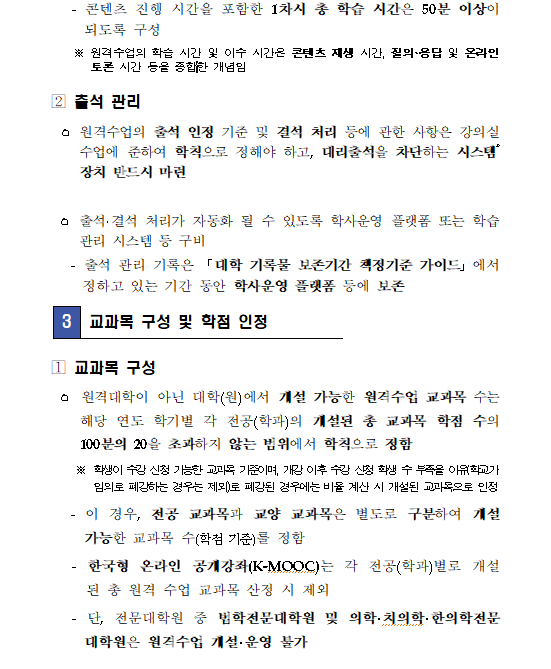 - 콘텐츠 진행 시간을 포함한 1차시 총 학습 시간은 50분 이상이
되도록 구성
※ 원격수업의 학습 시간 및 이수 시간은 콘텐츠 재생 시간, 질의·응답 및 온라인
토론 시간 등을 종합한 개념임
2 출석 관리
ㅇ 원격수업의 출석 인정 기준 및 결석 처리 등에 관한 사항은 강의실
수업에 준하여 학칙으로 정해야 하고, 대리출석을 차단하는 시스템*
장치 반드시 마련
ㅇ 출석·결석 처리가 자동화 될 수 있도록 학사운영 플랫폼 또는 학습
관리 시스템 등 구비
- 출석 관리 기록은 「대학 기록물 보존기간 책정기준 가이드」에서
정하고 있는 기간 동안 학사운영 플랫폼 등에 보존
3 교과목 구성 및 학점 인정
1 교과목 구성
ㅇ 원격대학이 아닌 대학(원)에서 개설 가능한 원격수업 교과목 수는
해당 연도 학기별 각 전공(학과)의 개설된 총 교과목 학점 수의
100분의 20을 초과하지 않는 범위에서 학칙으로 정함
※ 학생이 수강 신청 가능한 교과목 기준이며, 개강 이후 수강 신청 학생 수 부족을 이유(학교가
임의로 폐강하는 경우는 제외)로 폐강된 경우에는 비율 계산 시 개설된 교과목으로 인정
- 이 경우, 전공 교과목과 교양 교과목은 별도로 구분하여 개설
가능한 교과목 수(학점 기준)를 정함
- 한국형 온라인 공개강좌(K-MOOC)는 각 전공(학과)별로 개설
된 총 원격 수업 교과목 산정 시 제외
- 단, 전문대학원 중 법학전문대학원 및 의학·치의학·한의학전문
대학원은 원격수업 개설·운영 불가